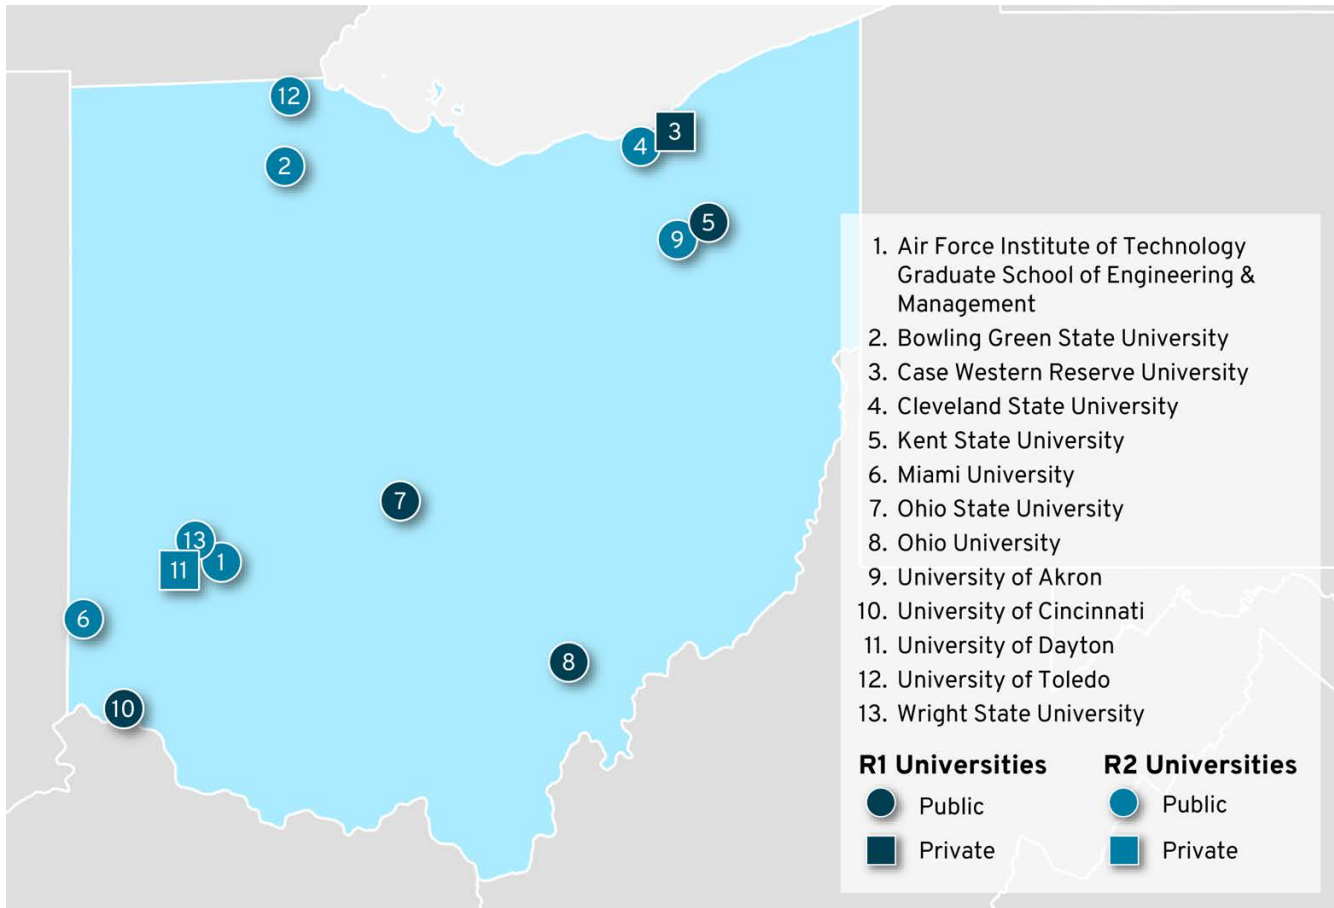 12
3
4
2
5
9
7
13
1
11
6
8
10
1. Air Force Institute of Technology
Graduate School of Engineering &
Management
2. Bowling Green State University
3. Case Western Reserve University
4. Cleveland State University
5. Kent State University
6. Miami University
7. Ohio State University
8. Ohio University
9. University of Akron
10. University of Cincinnati
11. University of Dayton
12. University of Toledo
13. Wright State University
R1 Universities
R2 Universities
Public
Public
Private
Private